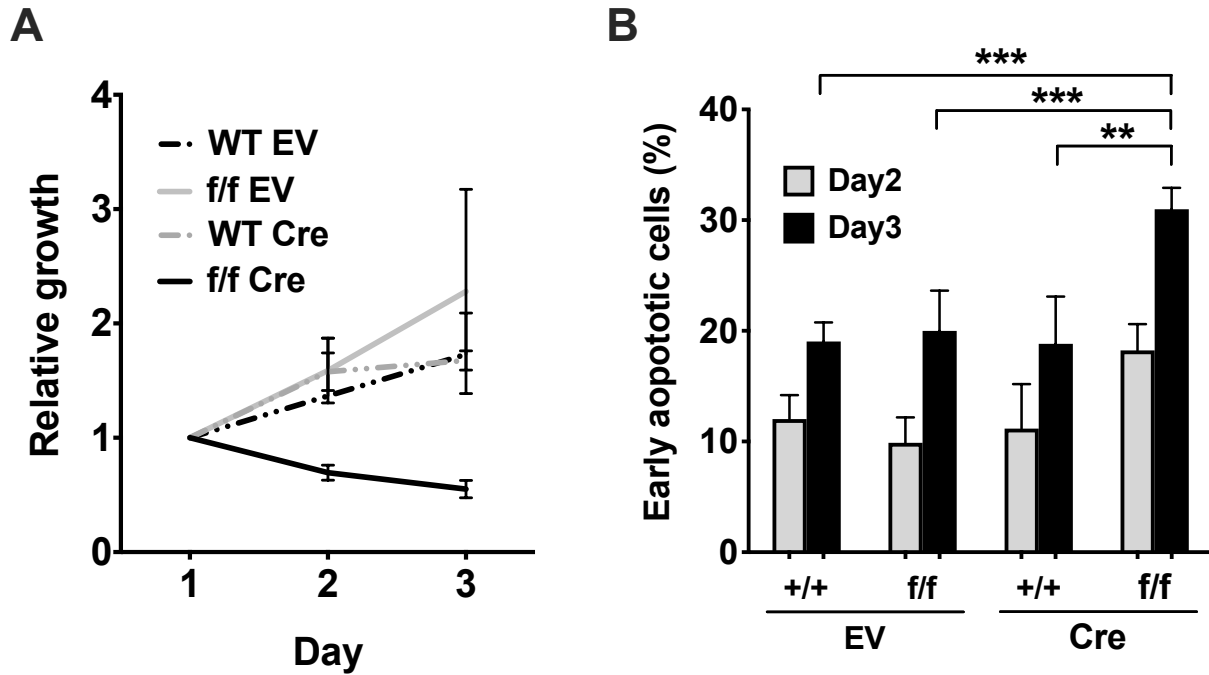 A
Relative growth
4
3
2
1
0
WT EV
f/f EV
WT Cre
f/f Cre
1 2 3
Day
B
Early aopototic cells (%)
40
30
20
10
0
***
***
**
Day2
Day3
+/+ f/f +/+ f/f
EV Cre